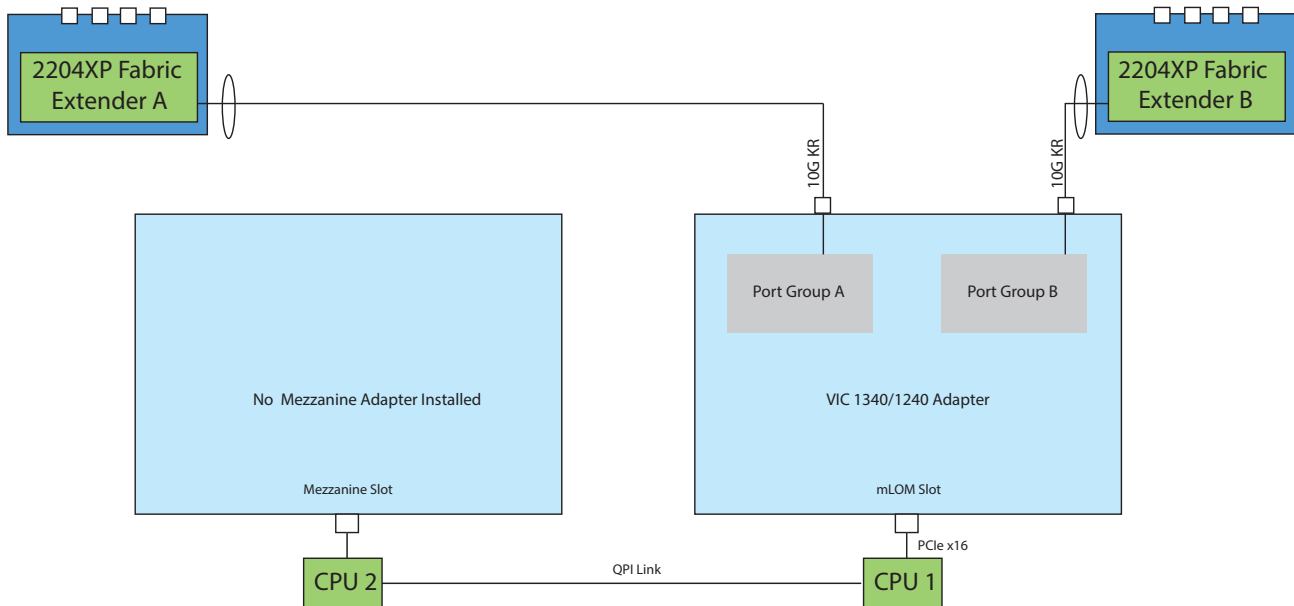 2204XP Fabric
Extender A
2204XP Fabric
Extender B
10G KR
10G KR
Port Group A
Port Group B
No Mezzanine Adapter Installed
VIC 1340/1240 Adapter
Mezzanine Slot
mLOM Slot
PCIe x16
QPI Link
CPU 2
CPU 1